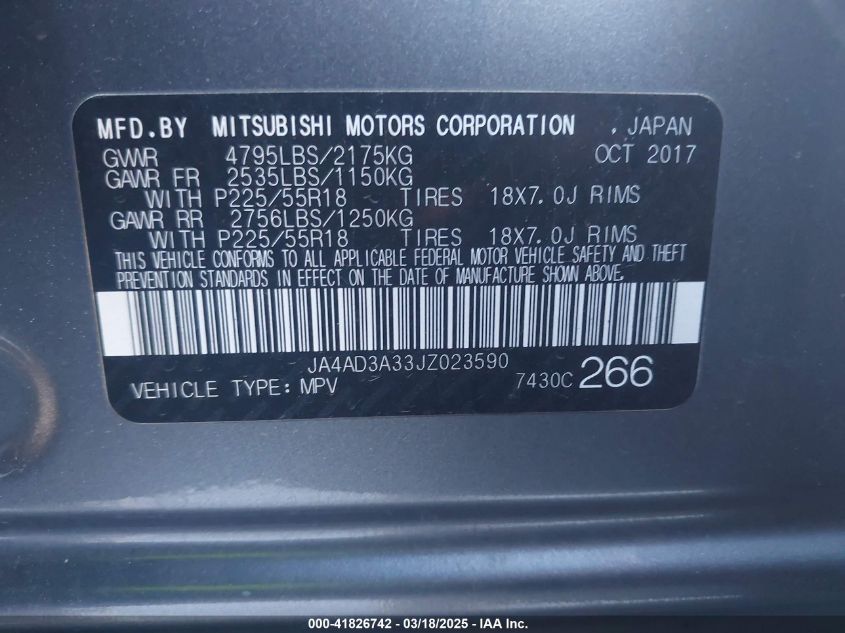 MFD.BY MITSUBISHI MOTORS CORPORATION , JAPAN
GVWR 4795LBS/2175KG OCT 2017
GAWR FR 2535LBS/1150KG
WITH P225/55R18 TIRES 18X7.0J RIMS
GAWR RR 2756LBS/1250KG
WITH P225/55R18 TIRES 18X7.0J RIMS
THIS VEHICLE CONFORMS TO ALL APPLICABLE FEDERAL MOTOR VEHICLE SAFETY AND THEFT
PREVENTION STANDARDS IN EFFECT ON THE DATE OF MANUFACTURE SHOWN ABOVE.
JA4AD3A33JZ023590
VEHICLE TYPE: MPV 7430C 266
000-41826742 - 03/18/2025 - IAA Inc.